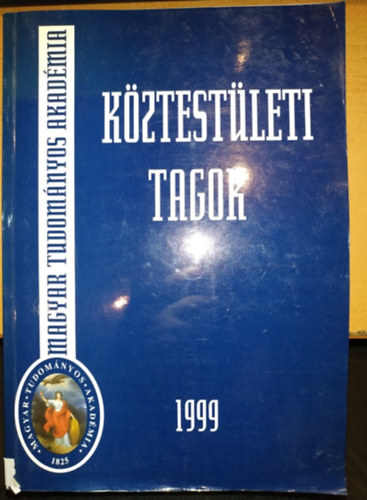 MAGYAR TUDOMÁNYOS AKADÉMIA
KÖZTESTÜLETI
TAGOK
1999
MAGYAR • TUDOMÁNYOS • AKADÉMIA •
1825